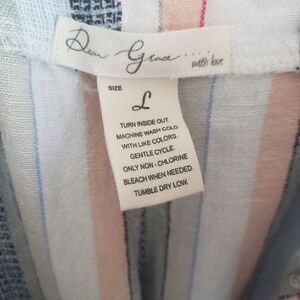 Dear Grace.....
with love
SIZE
L
TURN INSIDE OUT.
MACHINE WASH COLD
WITH LIKE COLORS.
GENTLE CYCLE.
ONLY NON - CHLORINE
BLEACH WHEN NEEDED.
TUMBLE DRY LOW.